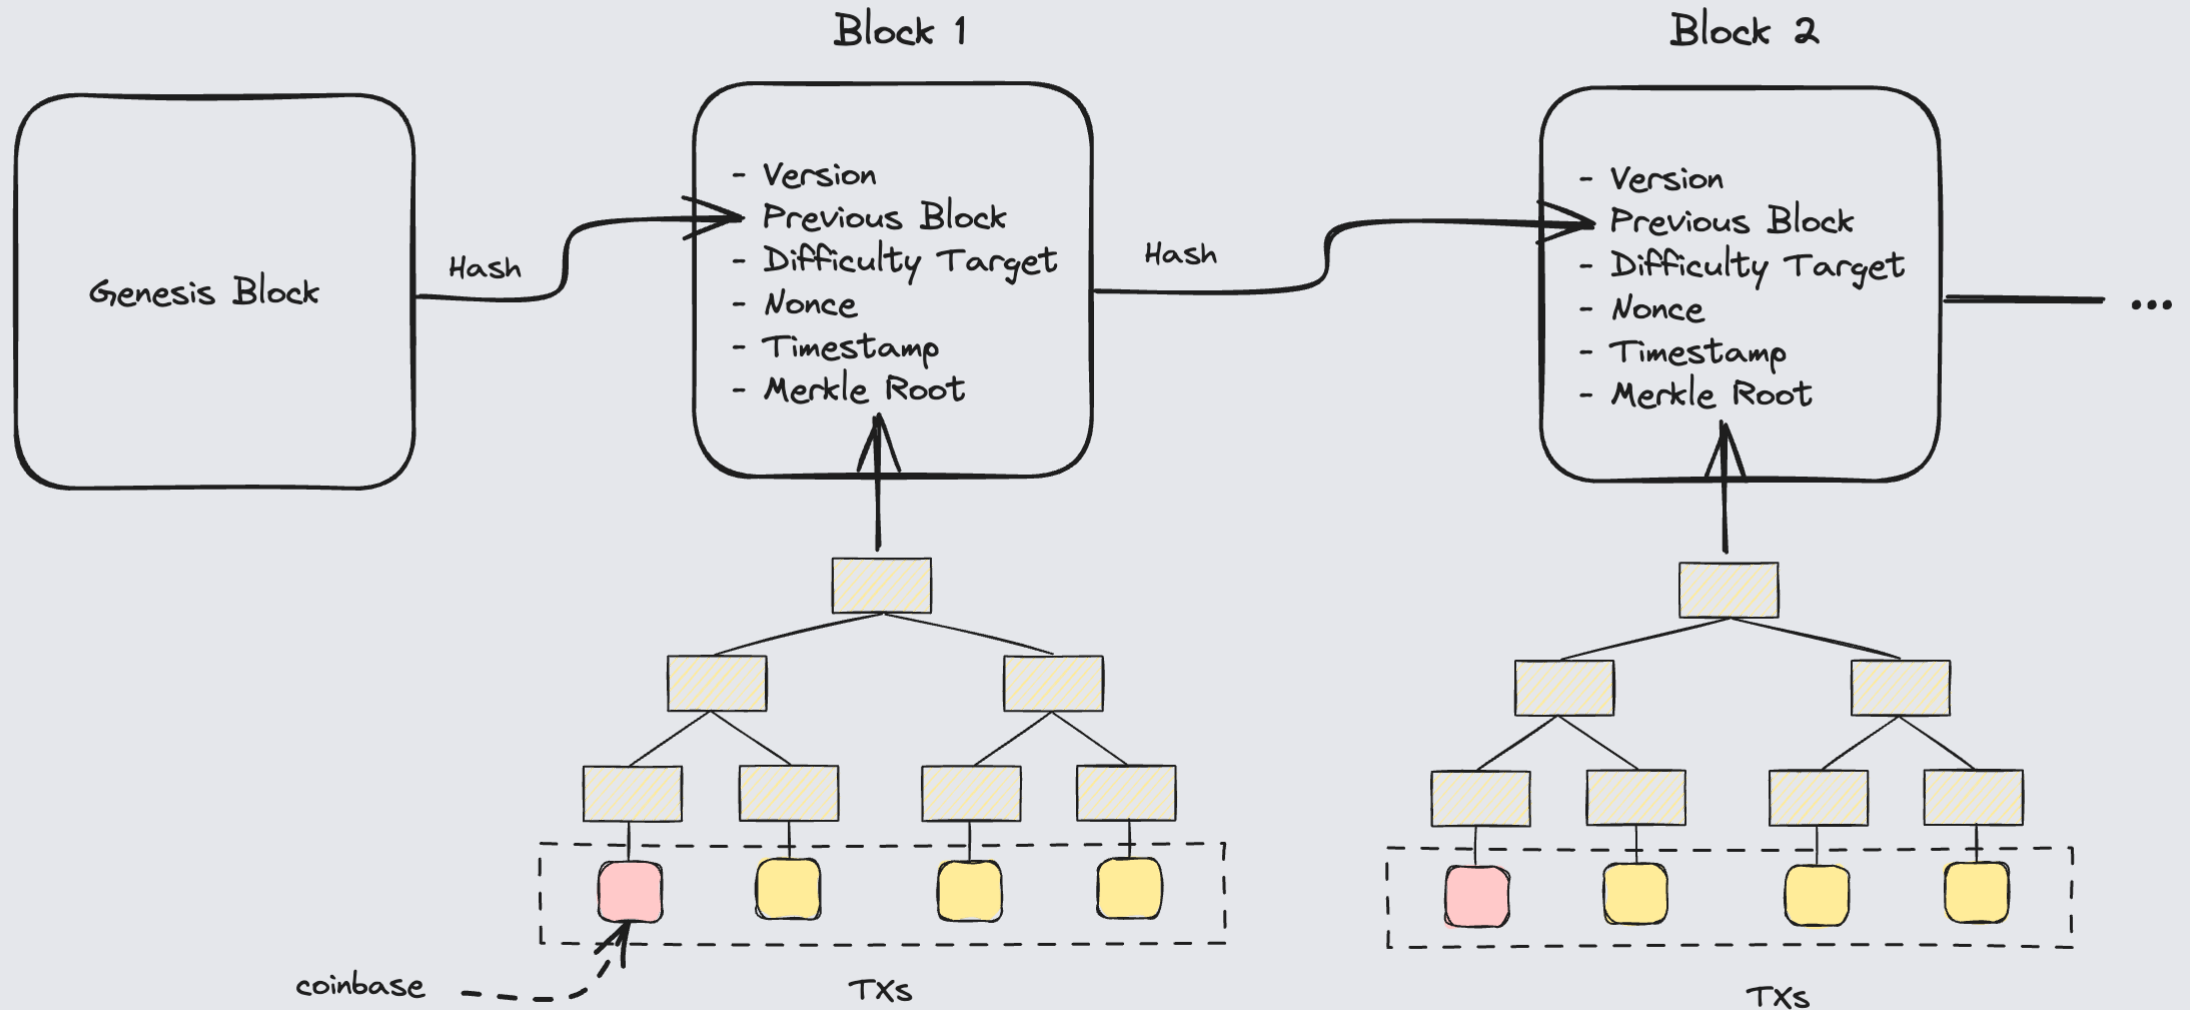 Block 1
Block 2
Genesis Block
Hash
- Version
- Previous Block
- Difficulty Target
- Nonce
- Timestamp
- Merkle Root
Hash
- Version
- Previous Block
- Difficulty Target
- Nonce
- Timestamp
- Merkle Root
...
coinbase
TXs
TXs